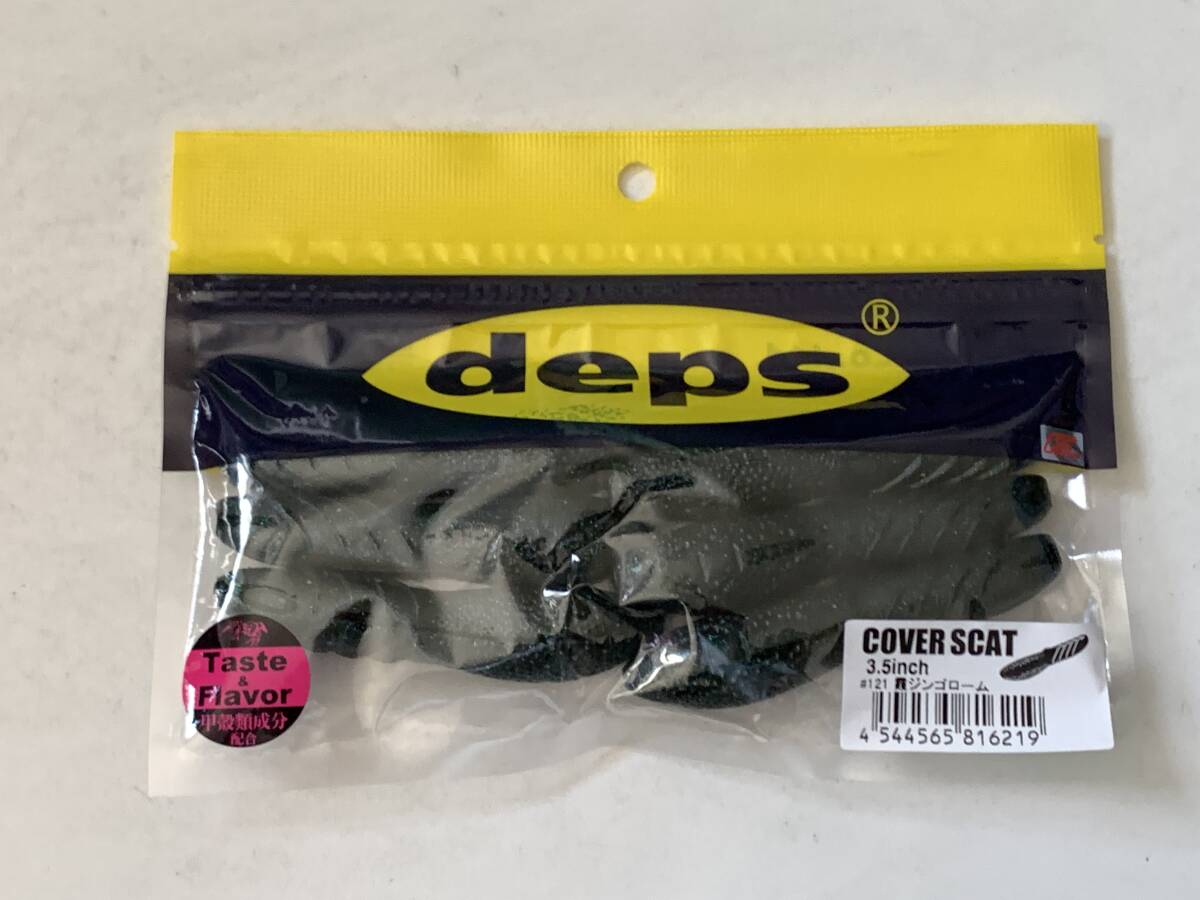 deps®
Taste
&
Flavor
甲殻類成分
配合
COVER SCAT
3.5inch
#121 ジンゴローム
4 544565 816219